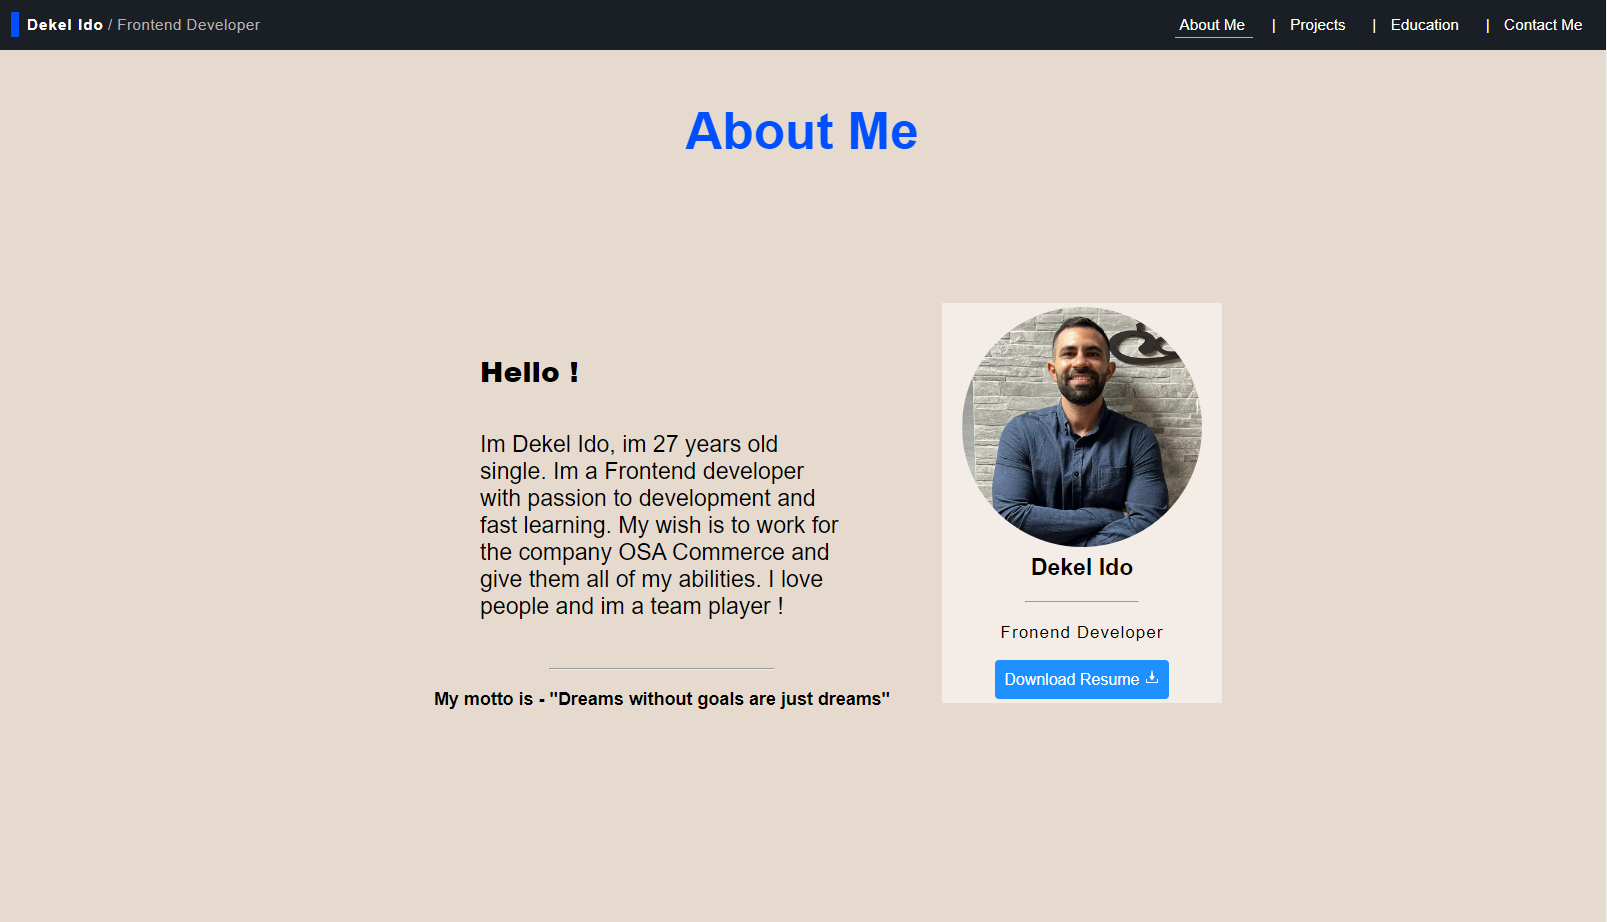 Dekel Ido / Frontend Developer
About Me | Projects | Education | Contact Me
About Me
Hello !
Im Dekel Ido, im 27 years old
single. Im a Frontend developer
with passion to development and
fast learning. My wish is to work for
the company OSA Commerce and
give them all of my abilities. I love
people and im a team player !
My motto is - "Dreams without goals are just dreams"
Dekel Ido
Fronend Developer
Download Resume